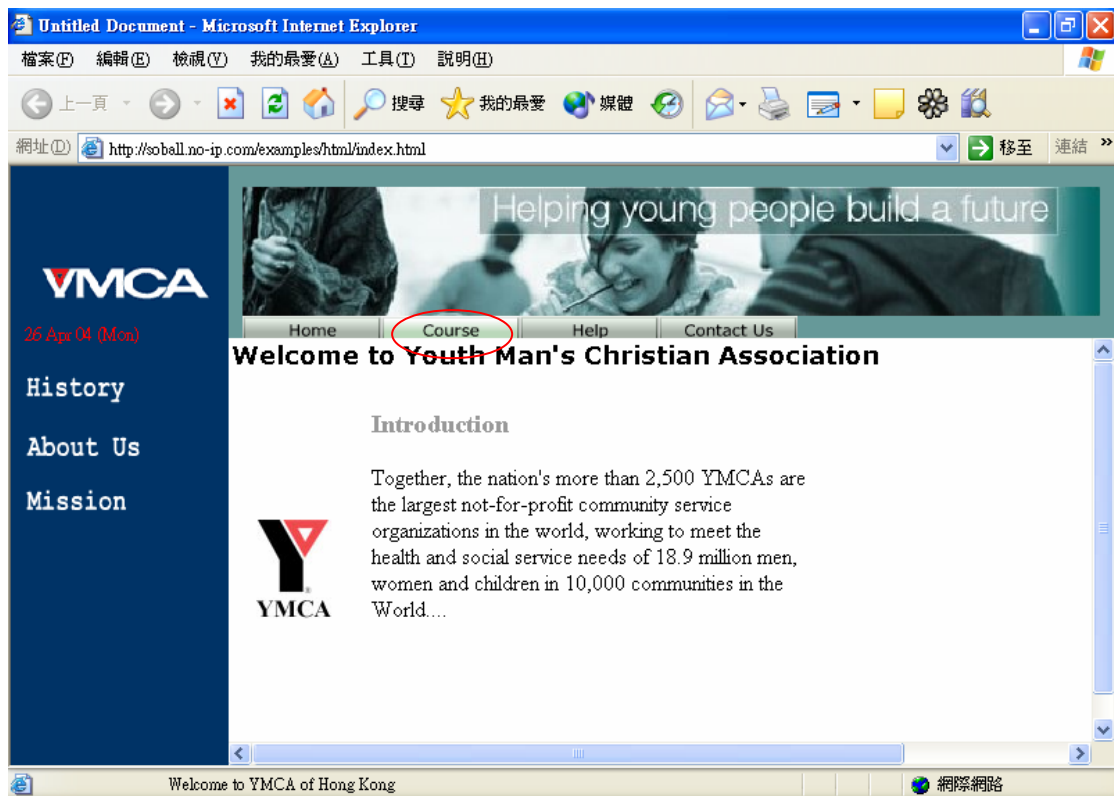 Untitled Document - Microsoft Internet Explorer
檔案(F) 編輯(E) 檢視(V) 我的最愛(A) 工具(T) 說明(H)
上一頁 搜尋 我的最愛 媒體
網址(D) http://soball.no-ip.com/examples/html/index.html 移至 連結 »
Helping young people build a future
YMCA
26 Apr 04 (Mon)
Home Course Help Contact Us
Welcome to Youth Man's Christian Association
History
About Us
Mission
Introduction
Together, the nation's more than 2,500 YMCAs are
the largest not-for-profit community service
organizations in the world, working to meet the
health and social service needs of 18.9 million men,
women and children in 10,000 communities in the
World....
YMCA
Welcome to YMCA of Hong Kong 網際網路